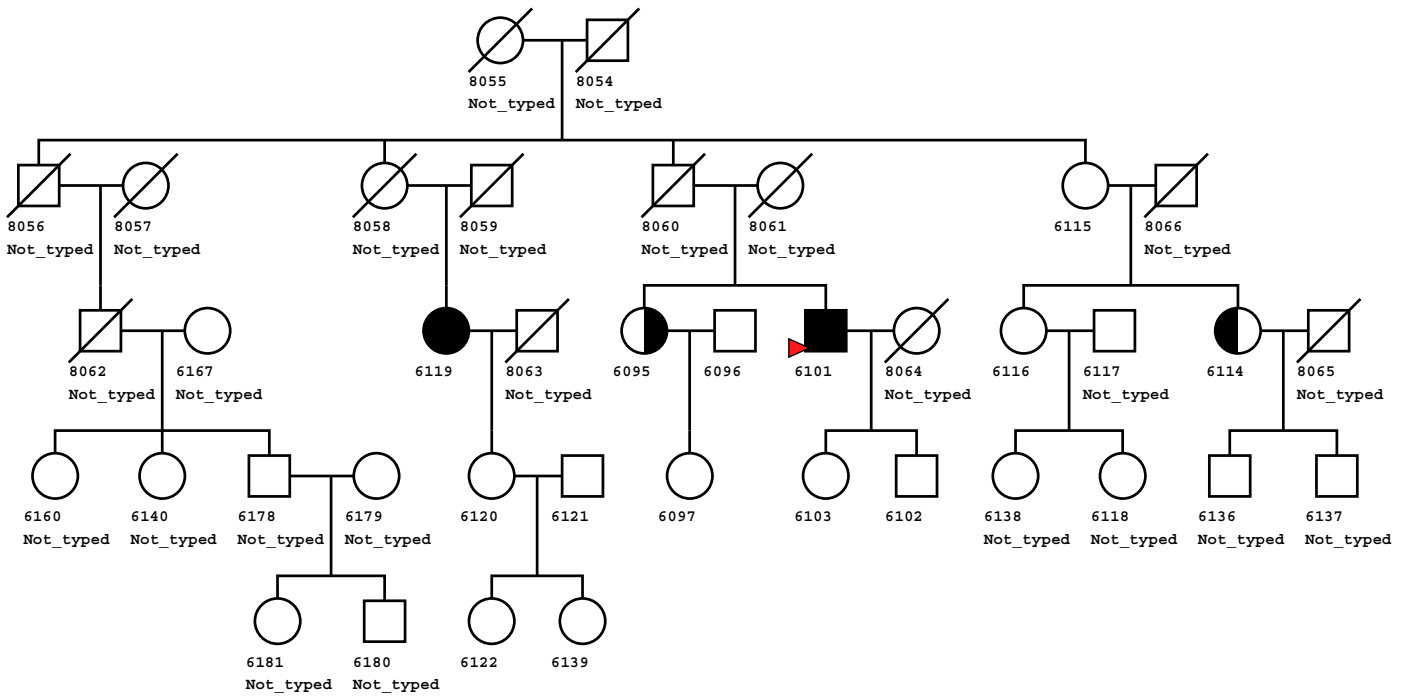 8055 8054
Not_typed Not_typed
8056 8057 8058 8059 8060 8061 6115 8066
Not_typed Not_typed Not_typed Not_typed Not_typed Not_typed Not_typed
8062 6167 6119 8063 6095 6096 6101 8064 6116 6117 6114 8065
Not_typed Not_typed Not_typed Not_typed Not_typed Not_typed
6160 6140 6178 6179 6120 6121 6097 6103 6102 6138 6118 6136 6137
Not_typed Not_typed Not_typed Not_typed Not_typed Not_typed Not_typed Not_typed
6181 6180 6122 6139
Not_typed Not_typed